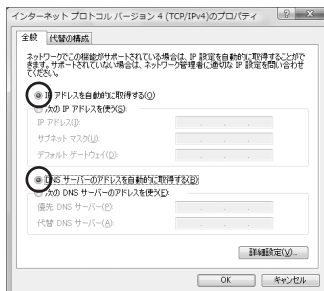 インターネット プロトコル バージョン 4 (TCP/IPv4)のプロパティ
全般 代替の構成
ネットワークでこの機能がサポートされている場合は、IP 設定を自動的に取得することがで
きます。サポートされていない場合は、ネットワーク管理者に適切な IP 設定を問い合わせ
てください。
IP アドレスを自動的に取得する(O)
次の IP アドレスを使う(S):
IP アドレス(I):
サブネット マスク(U):
デフォルト ゲートウェイ(D):
DNS サーバーのアドレスを自動的に取得する(B)
次の DNS サーバーのアドレスを使う(E):
優先 DNS サーバー(P):
代替 DNS サーバー(A):
詳細設定(V)...
OK キャンセル